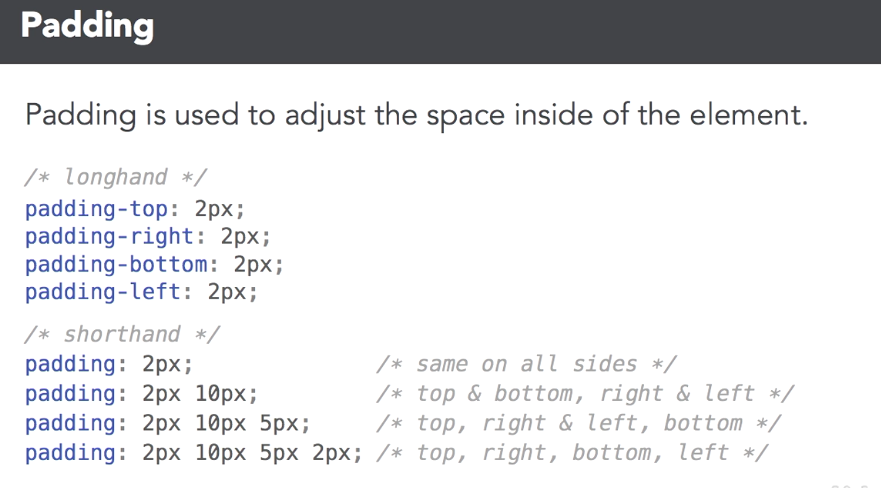 Padding
Padding is used to adjust the space inside of the element.
/* longhand */
padding-top: 2px;
padding-right: 2px;
padding-bottom: 2px;
padding-left: 2px;
/* shorthand */
padding: 2px; /* same on all sides */
padding: 2px 10px; /* top & bottom, right & left */
padding: 2px 10px 5px; /* top, right & left, bottom */
padding: 2px 10px 5px 2px; /* top, right, bottom, left */